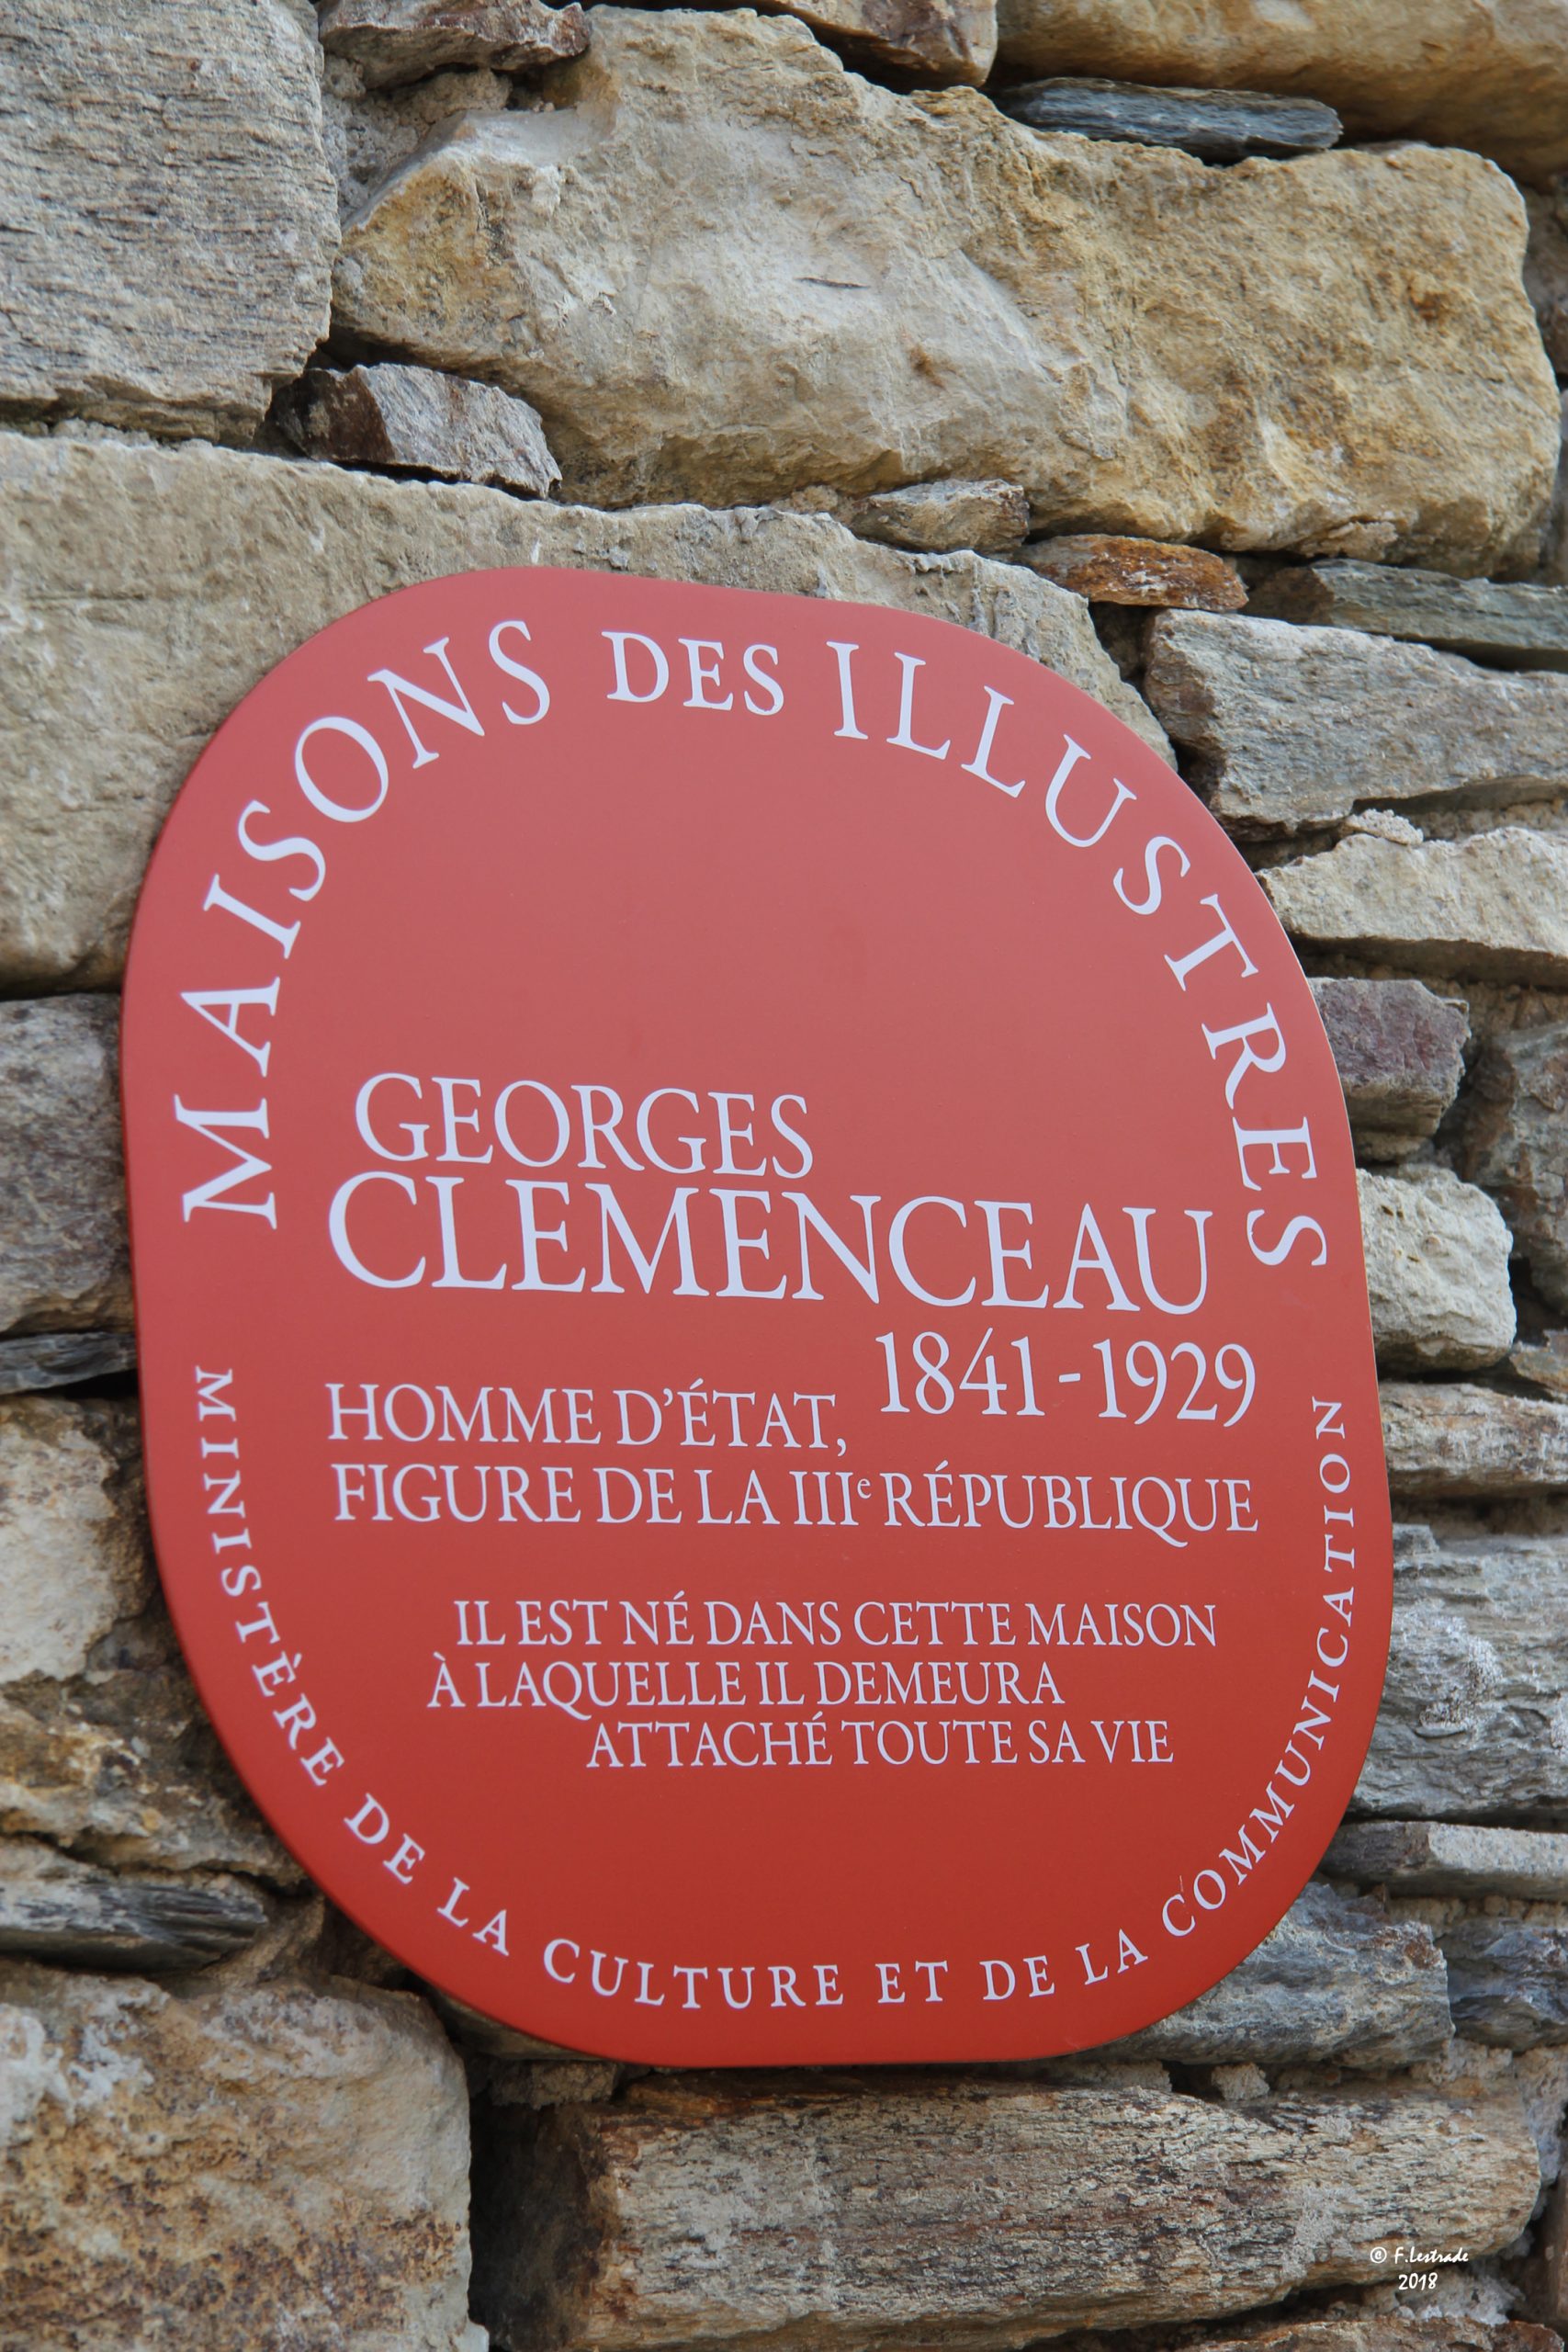 MAISONS DES ILLUSTRES
GEORGES
CLEMENCEAU
1841-1929
HOMME D'ÉTAT,
FIGURE DE LA IIIe RÉPUBLIQUE
IL EST NÉ DANS CETTE MAISON
À LAQUELLE IL DEMEURA
ATTACHÉ TOUTE SA VIE
MINISTÈRE DE LA CULTURE ET DE LA COMMUNICATION
© F.Lestrade
2018